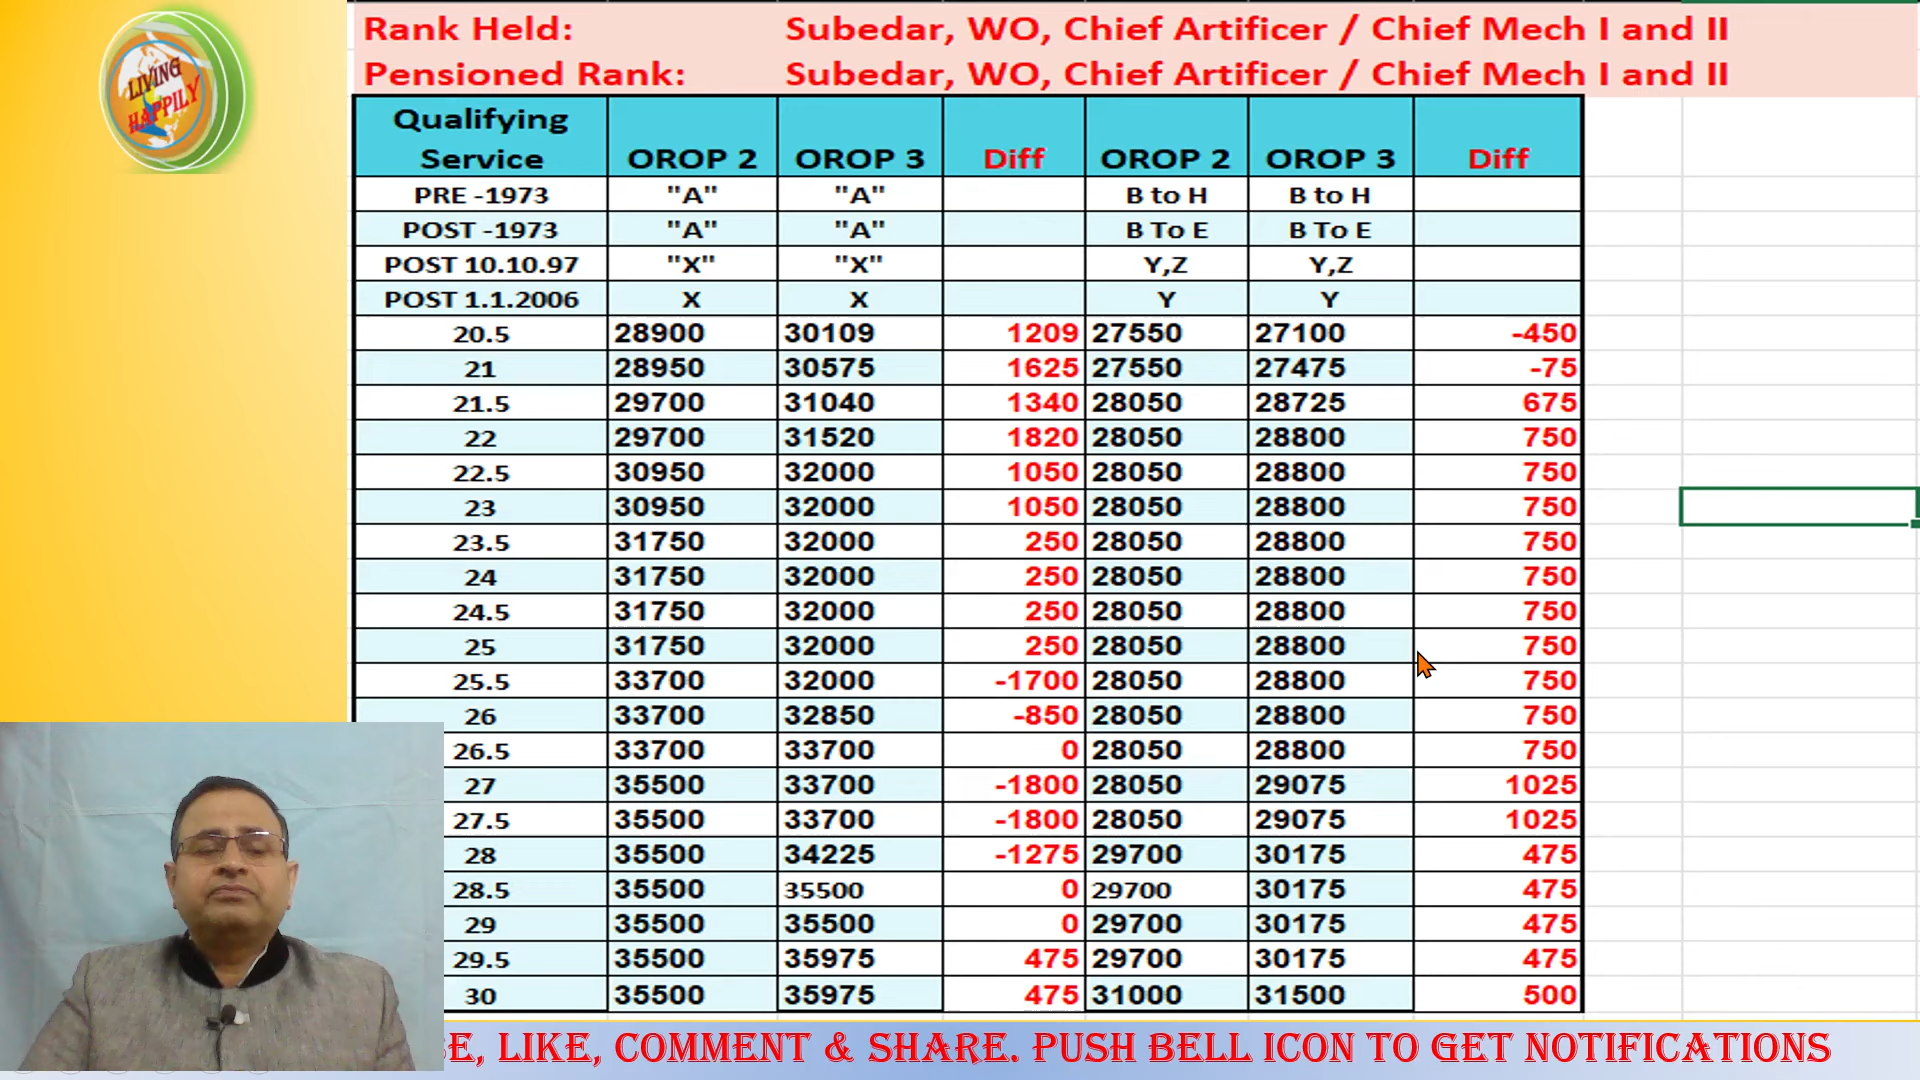 LIVING
HAPPILY
Rank Held: Subedar, WO, Chief Artificer / Chief Mech I and II
Pensioned Rank: Subedar, WO, Chief Artificer / Chief Mech I and II
Qualifying
Service OROP 2 OROP 3 Diff OROP 2 OROP 3 Diff
PRE -1973 "A" "A" B to H B to H
POST -1973 "A" "A" B To E B To E
POST 10.10.97 "X" "X" Y,Z Y,Z
POST 1.1.2006 X X Y Y
20.5 28900 30109 1209 27550 27100 -450
21 28950 30575 1625 27550 27475 -75
21.5 29700 31040 1340 28050 28725 675
22 29700 31520 1820 28050 28800 750
22.5 30950 32000 1050 28050 28800 750
23 30950 32000 1050 28050 28800 750
23.5 31750 32000 250 28050 28800 750
24 31750 32000 250 28050 28800 750
24.5 31750 32000 250 28050 28800 750
25 31750 32000 250 28050 28800 750
25.5 33700 32000 -1700 28050 28800 750
26 33700 32850 -850 28050 28800 750
26.5 33700 33700 0 28050 28800 750
27 35500 33700 -1800 28050 29075 1025
27.5 35500 33700 -1800 28050 29075 1025
28 35500 34225 -1275 29700 30175 475
28.5 35500 35500 0 29700 30175 475
29 35500 35500 0 29700 30175 475
29.5 35500 35975 475 29700 30175 475
30 35500 35975 475 31000 31500 500
BE, LIKE, COMMENT & SHARE. PUSH BELL ICON TO GET NOTIFICATIONS